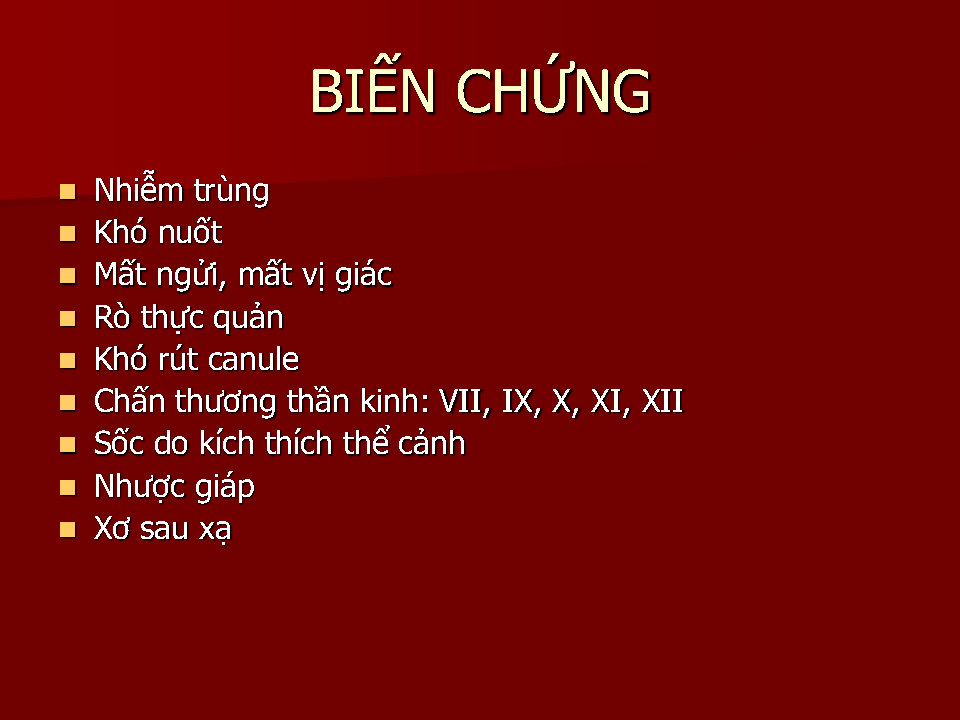 BIẾN CHỨNG
Nhiễm trùng
Khó nuốt
Mất ngửi, mất vị giác
Rò thực quản
Khó rút canule
Chấn thương thần kinh: VII, IX, X, XI, XII
Sốc do kích thích thể cảnh
Nhược giáp
Xơ sau xạ